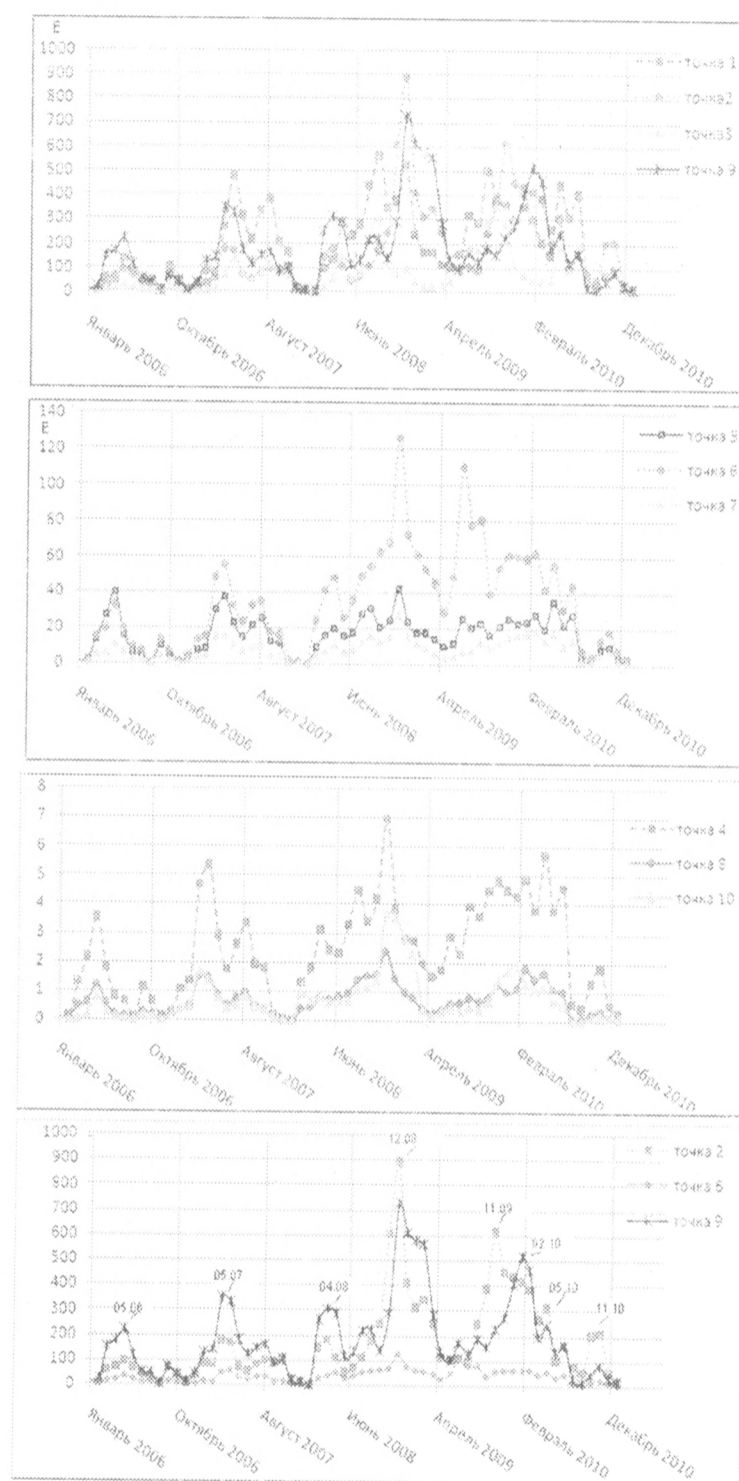 E
1000
900
800
700
600
500
400
300
200
100
0
точка 1
точка2
точка3
точка 9
Январь 2006
Октябрь 2006
Август 2007
Июнь 2008
Апрель 2009
Февраль 2010
Декабрь 2010
140
E
120
100
80
60
40
20
0
точка 5
точка 6
точка 7
Январь 2006
Октябрь 2006
Август 2007
Июнь 2008
Апрель 2009
Февраль 2010
Декабрь 2010
8
7
6
5
4
3
2
1
0
точка 4
точка 8
точка 10
Январь 2006
Октябрь 2006
Август 2007
Июнь 2008
Апрель 2009
Февраль 2010
Декабрь 2010
1000
900
800
700
600
500
400
300
200
100
0
точка 2
точка 6
точка 9
05.06
05.07
04.08
12.08
11.09
02.10
05.10
11.10
Январь 2006
Октябрь 2006
Август 2007
Июнь 2008
Апрель 2009
Февраль 2010
Декабрь 2010